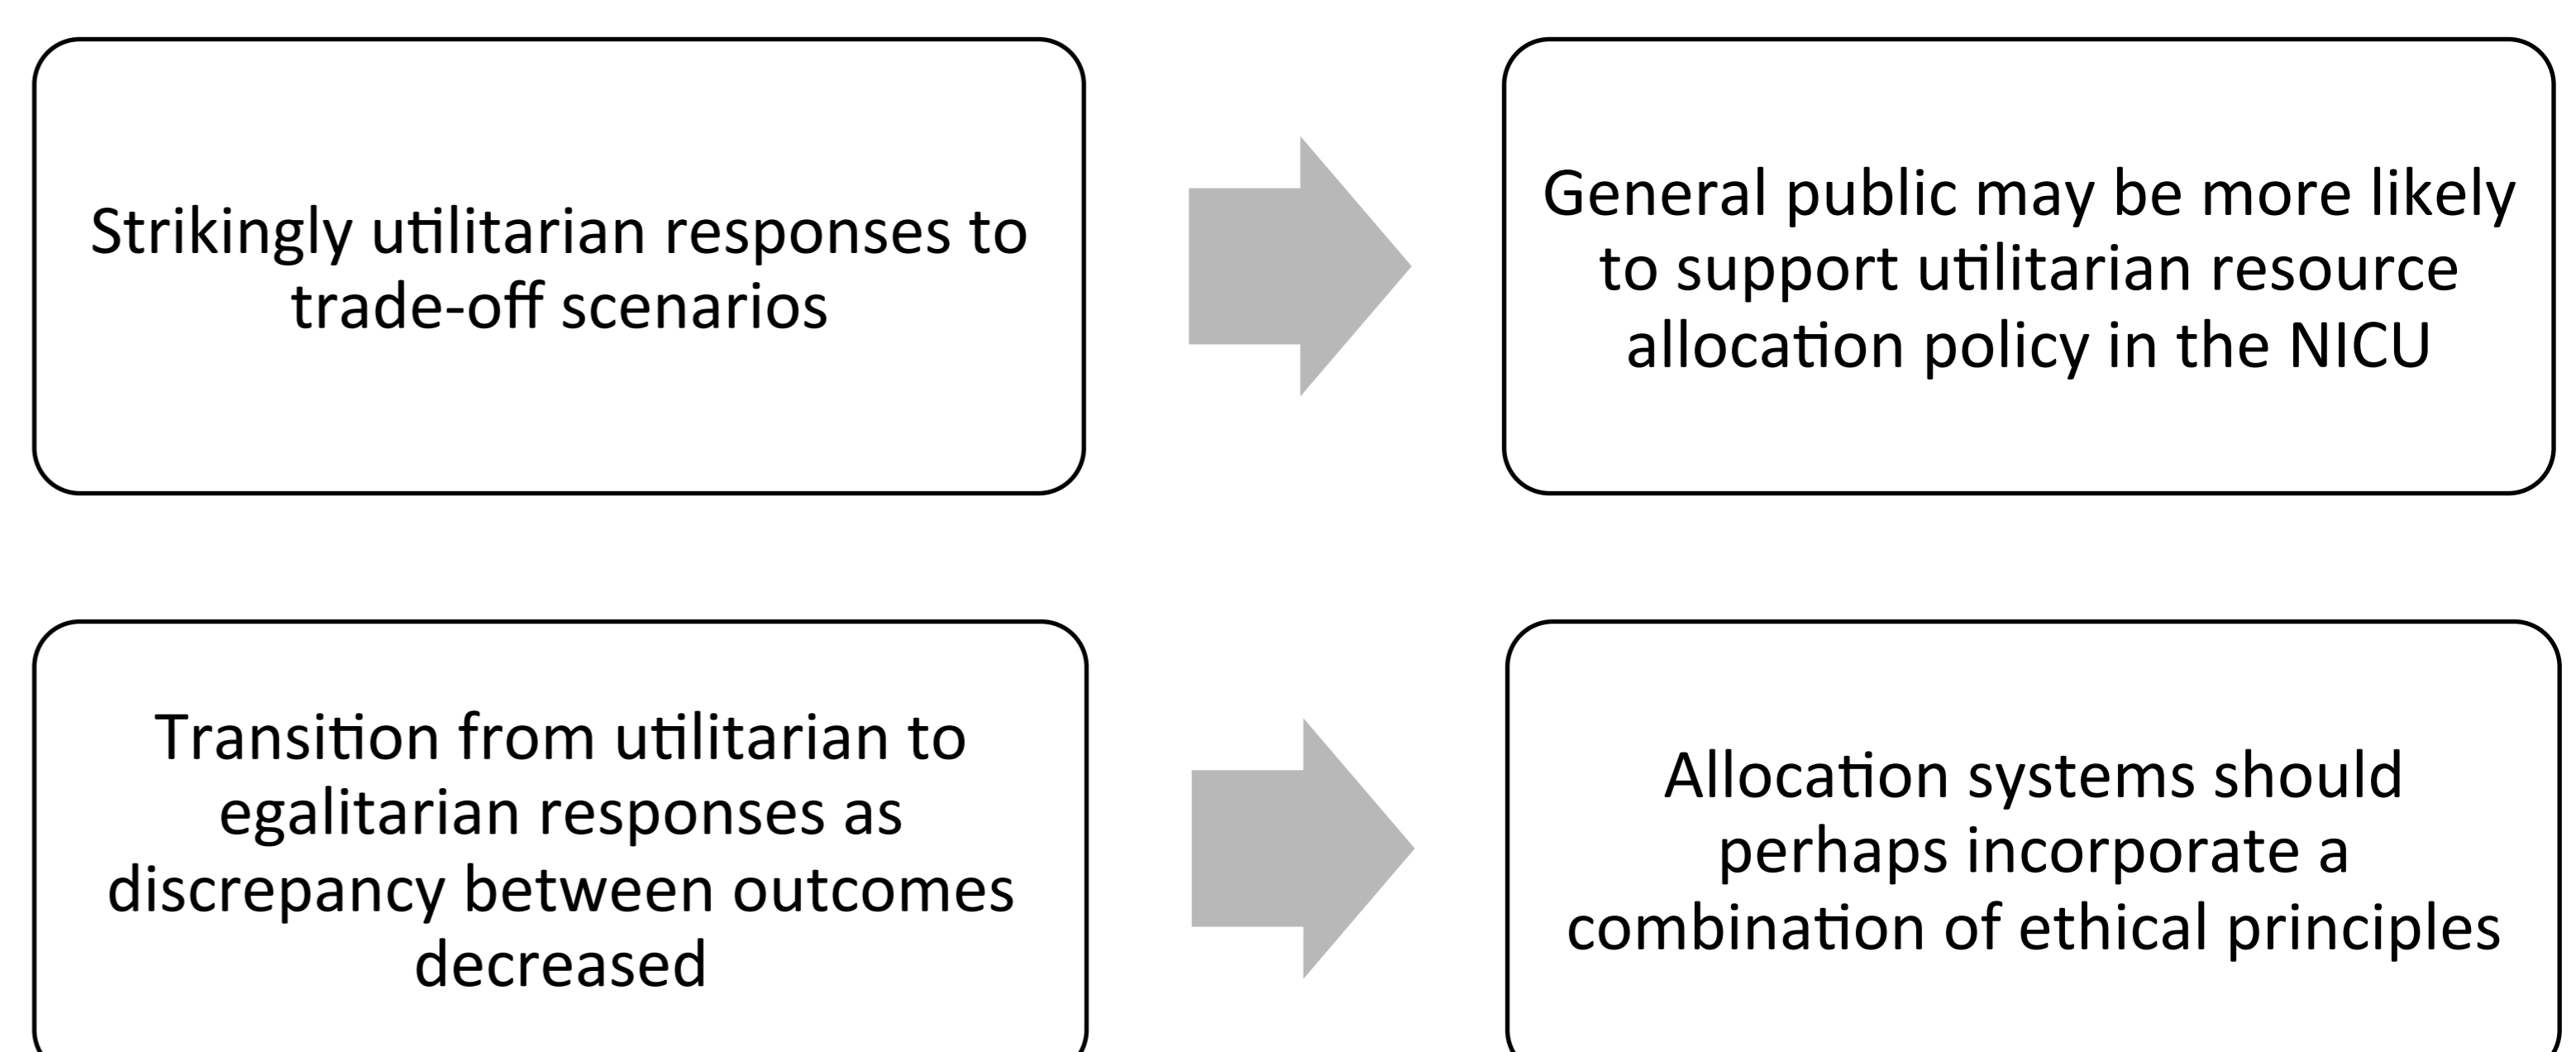 Strikingly utilitarian responses to
trade-off scenarios
General public may be more likely
to support utilitarian resource
allocation policy in the NICU
Transition from utilitarian to
egalitarian responses as
discrepancy between outcomes
decreased
Allocation systems should
perhaps incorporate a
combination of ethical principles